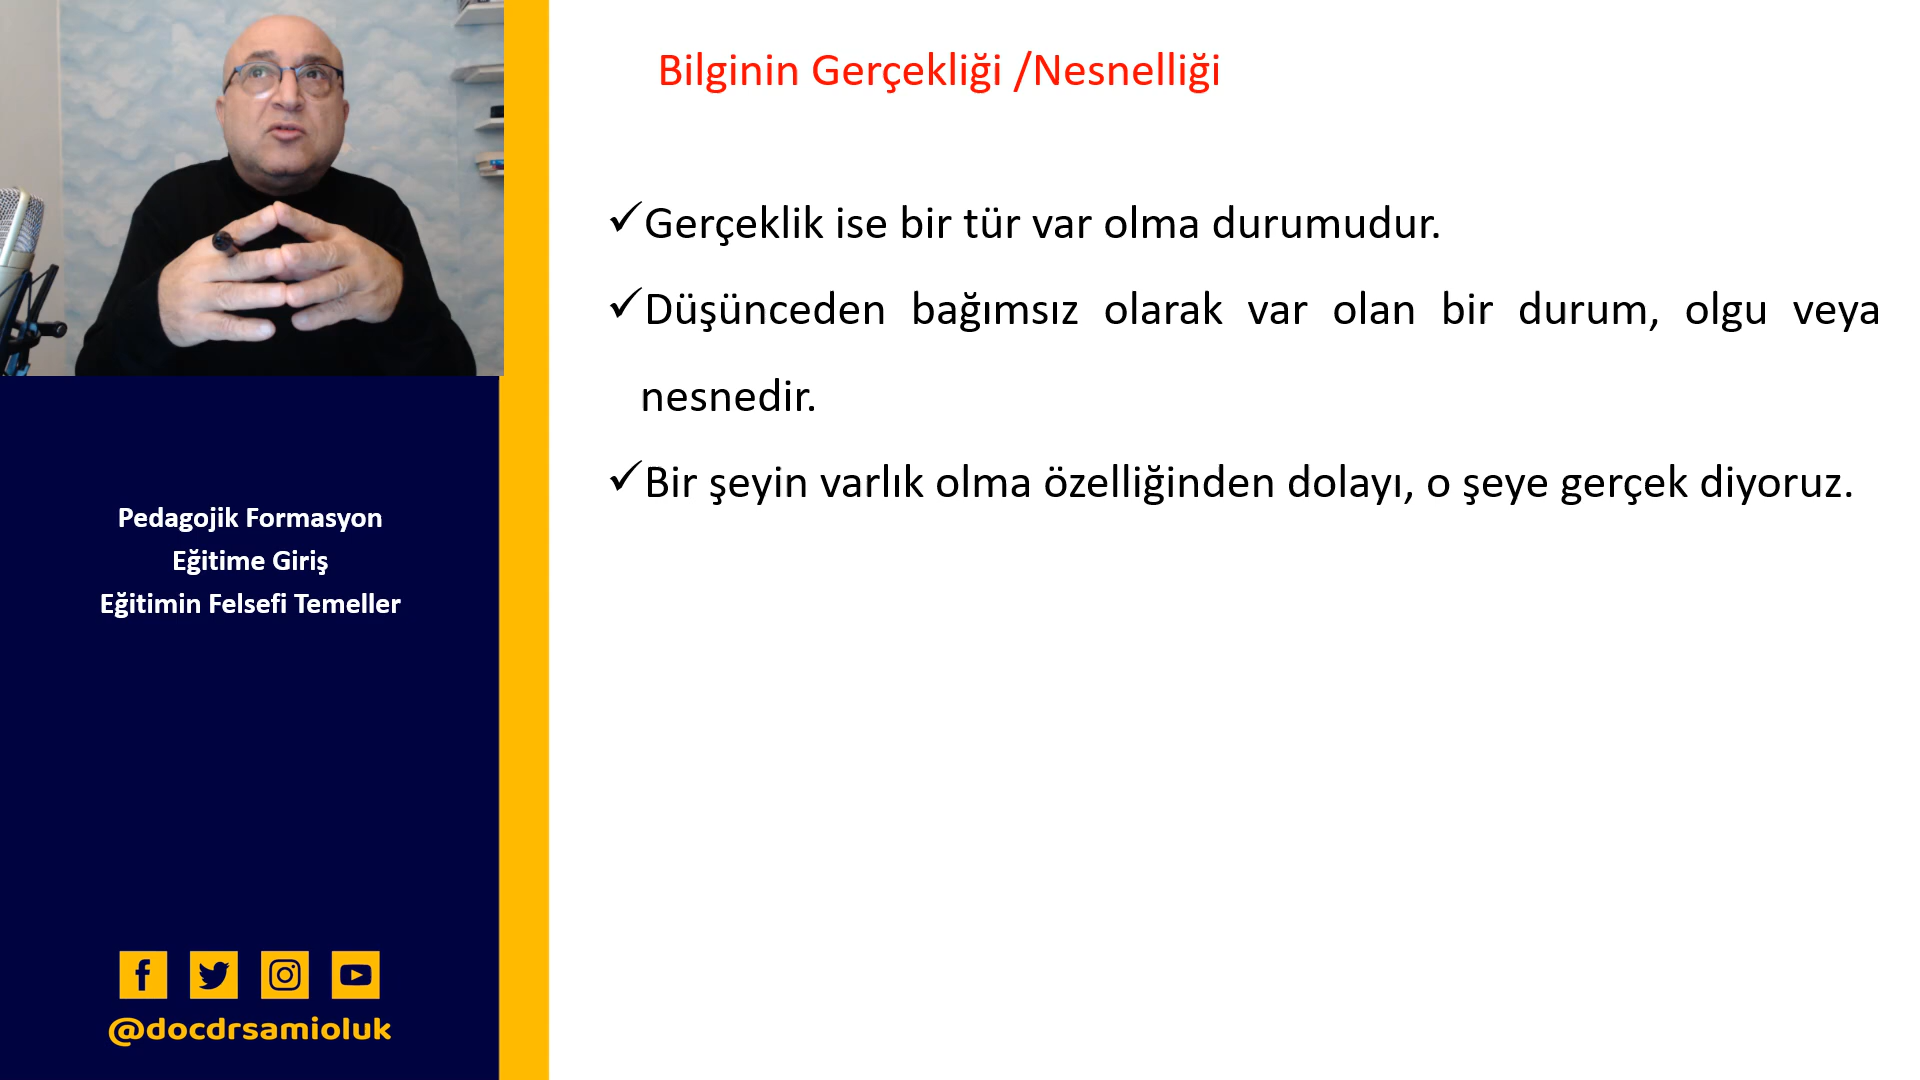 Bilginin Gerçekliği /Nesnelliği
✓Gerçeklik ise bir tür var olma durumudur.
✓Düşünceden bağımsız olarak var olan bir durum, olgu veya
nesnedir.
✓Bir şeyin varlık olma özelliğinden dolayı, o şeye gerçek diyoruz.
Pedagojik Formasyon
Eğitime Giriş
Eğitimin Felsefi Temeller
@docdrsamioluk